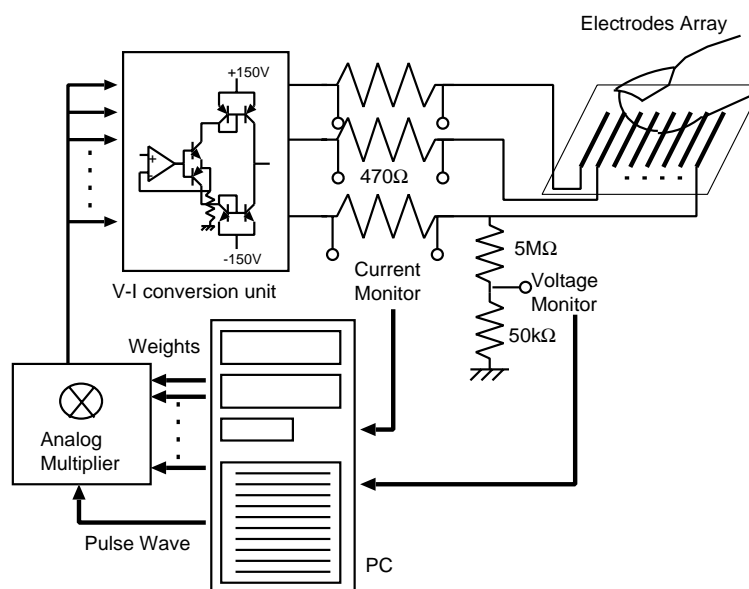 Electrodes Array
+150V
+
-
470Ω
-150V
V-I conversion unit
Current
Monitor
5MΩ
Voltage
Monitor
50kΩ
Weights
Analog
Multiplier
Pulse Wave
PC